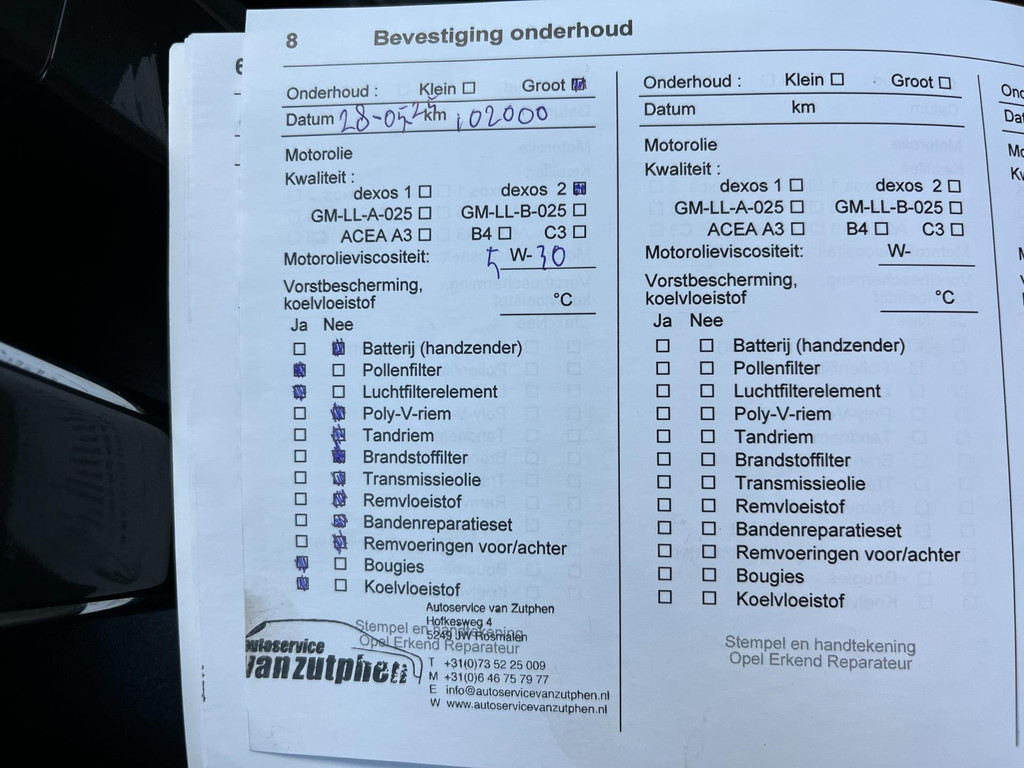 8 Bevestiging onderhoud
Onderhoud : Klein ☐ Groot ☒
Datum 28-05- km 102000
Motorolie
Kwaliteit :
dexos 1 ☐ dexos 2 ☒
GM-LL-A-025 ☐ GM-LL-B-025 ☐
ACEA A3 ☐ B4 ☐ C3 ☐
Motorolieviscositeit: 5 W-30
Vorstbescherming,
koelvloeistof °C
Ja Nee
☐ ☒ Batterij (handzender)
☒ ☐ Pollenfilter
☒ ☐ Luchtfilterelement
☐ ☒ Poly-V-riem
☐ ☒ Tandriem
☐ ☒ Brandstoffilter
☐ ☒ Transmissieolie
☐ ☒ Remvloeistof
☐ ☒ Bandenreparatieset
☐ ☒ Remvoeringen voor/achter
☒ ☐ Bougies
☒ ☐ Koelvloeistof
Autoservice van Zutphen
Hofkesweg 4
Stempel en handtekening
5249 JW Rosmalen
Opel Erkend Reparateur
autoservice
vanzutphen
T +31(0)73 52 25 009
M +31(0)6 46 75 79 77
E info@autoservicevanzutphen.nl
W www.autoservicevanzutphen.nl
Onderhoud : Klein ☐ Groot ☐
Datum km
Motorolie
Kwaliteit :
dexos 1 ☐ dexos 2 ☐
GM-LL-A-025 ☐ GM-LL-B-025 ☐
ACEA A3 ☐ B4 ☐ C3 ☐
Motorolieviscositeit: W-
Vorstbescherming,
koelvloeistof °C
Ja Nee
☐ ☐ Batterij (handzender)
☐ ☐ Pollenfilter
☐ ☐ Luchtfilterelement
☐ ☐ Poly-V-riem
☐ ☐ Tandriem
☐ ☐ Brandstoffilter
☐ ☐ Transmissieolie
☐ ☐ Remvloeistof
☐ ☐ Bandenreparatieset
☐ ☐ Remvoeringen voor/achter
☐ ☐ Bougies
☐ ☐ Koelvloeistof
Stempel en handtekening
Opel Erkend Reparateur